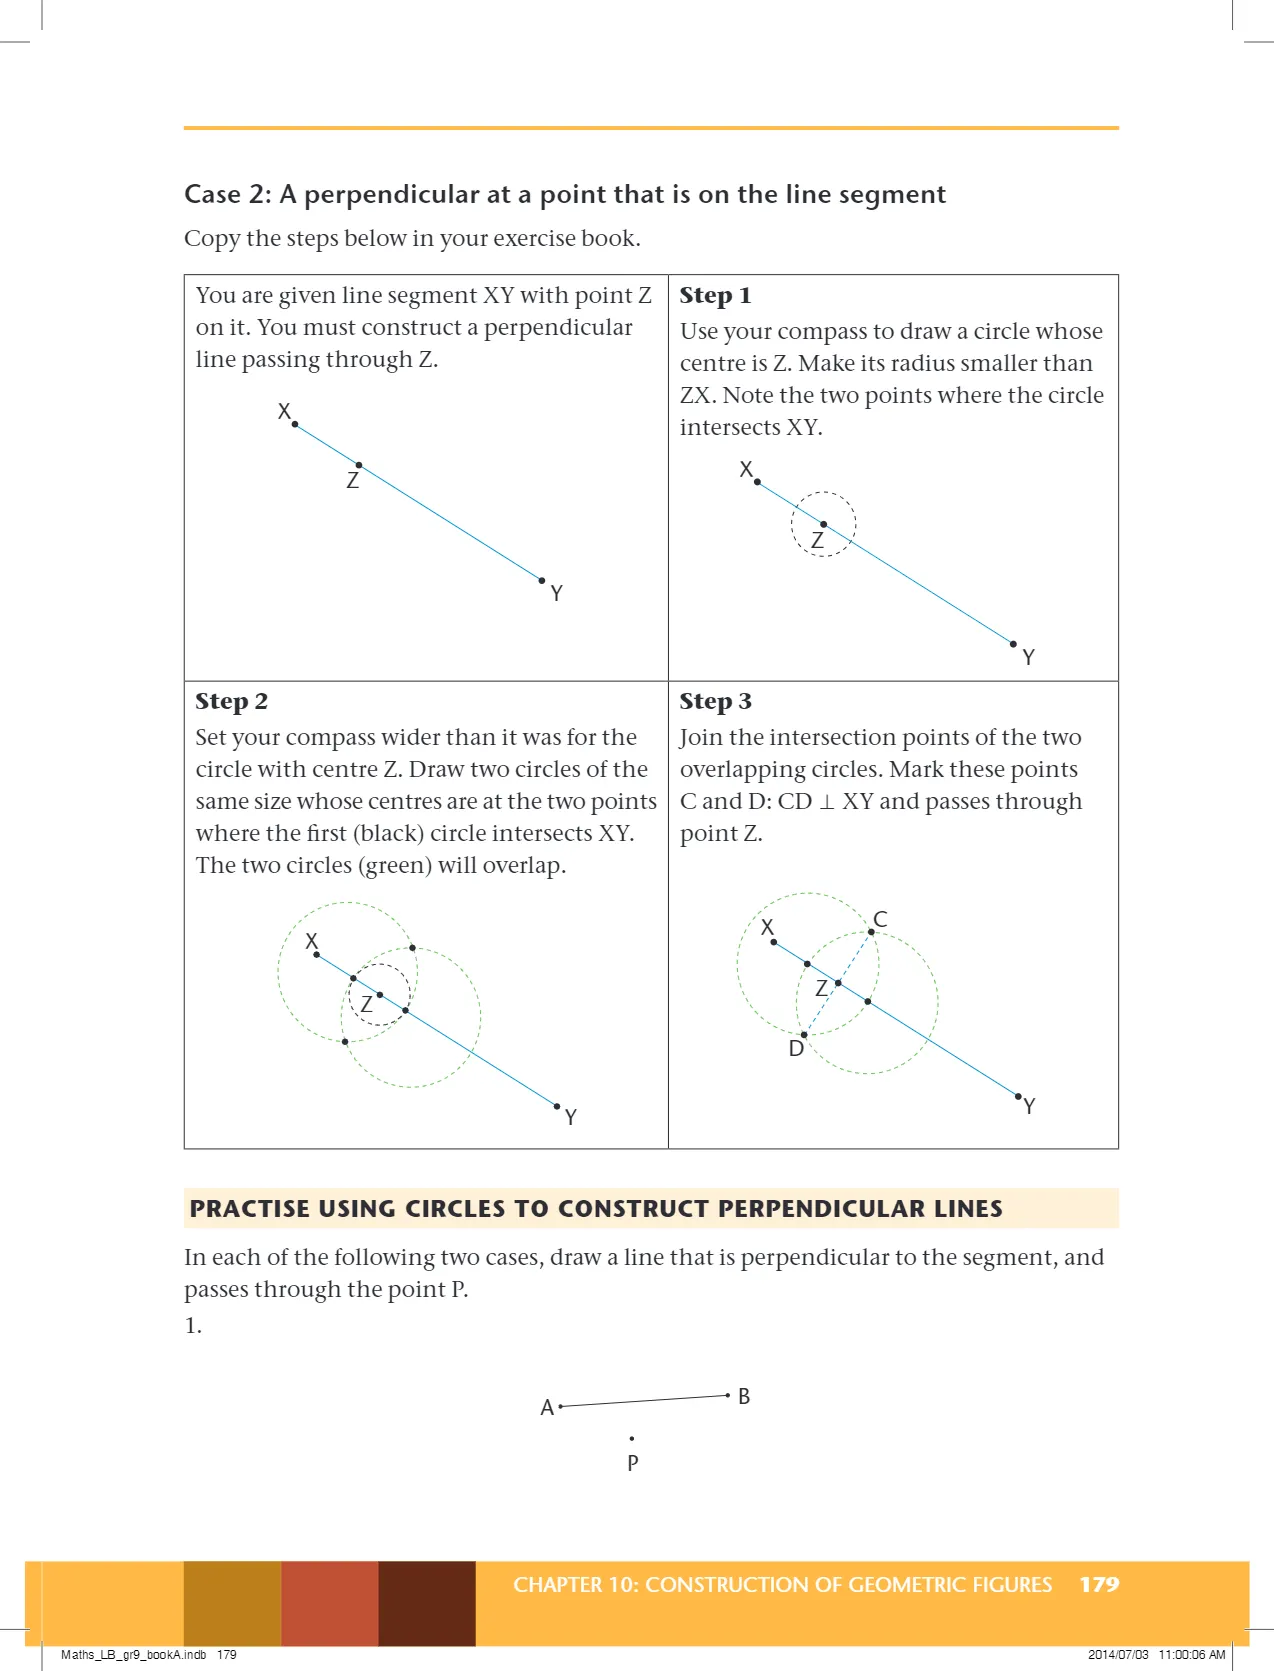 Case 2: A perpendicular at a point that is on the line segment
Copy the steps below in your exercise book.
You are given line segment XY with point Z
on it. You must construct a perpendicular
line passing through Z.
X
Z
Y
Step 1
Use your compass to draw a circle whose
centre is Z. Make its radius smaller than
ZX. Note the two points where the circle
intersects XY.
X
Z
Y
Step 2
Set your compass wider than it was for the
circle with centre Z. Draw two circles of the
same size whose centres are at the two points
where the first (black) circle intersects XY.
The two circles (green) will overlap.
X
Z
Y
Step 3
Join the intersection points of the two
overlapping circles. Mark these points
C and D: CD ⊥ XY and passes through
point Z.
C
X
Z
D
Y
PRACTISE USING CIRCLES TO CONSTRUCT PERPENDICULAR LINES
In each of the following two cases, draw a line that is perpendicular to the segment, and
passes through the point P.
1.
A
B
P
CHAPTER 10: CONSTRUCTION OF GEOMETRIC FIGURES 179
Maths_LB_gr9_bookA.indb 179
2014/07/03 11:00:06 AM